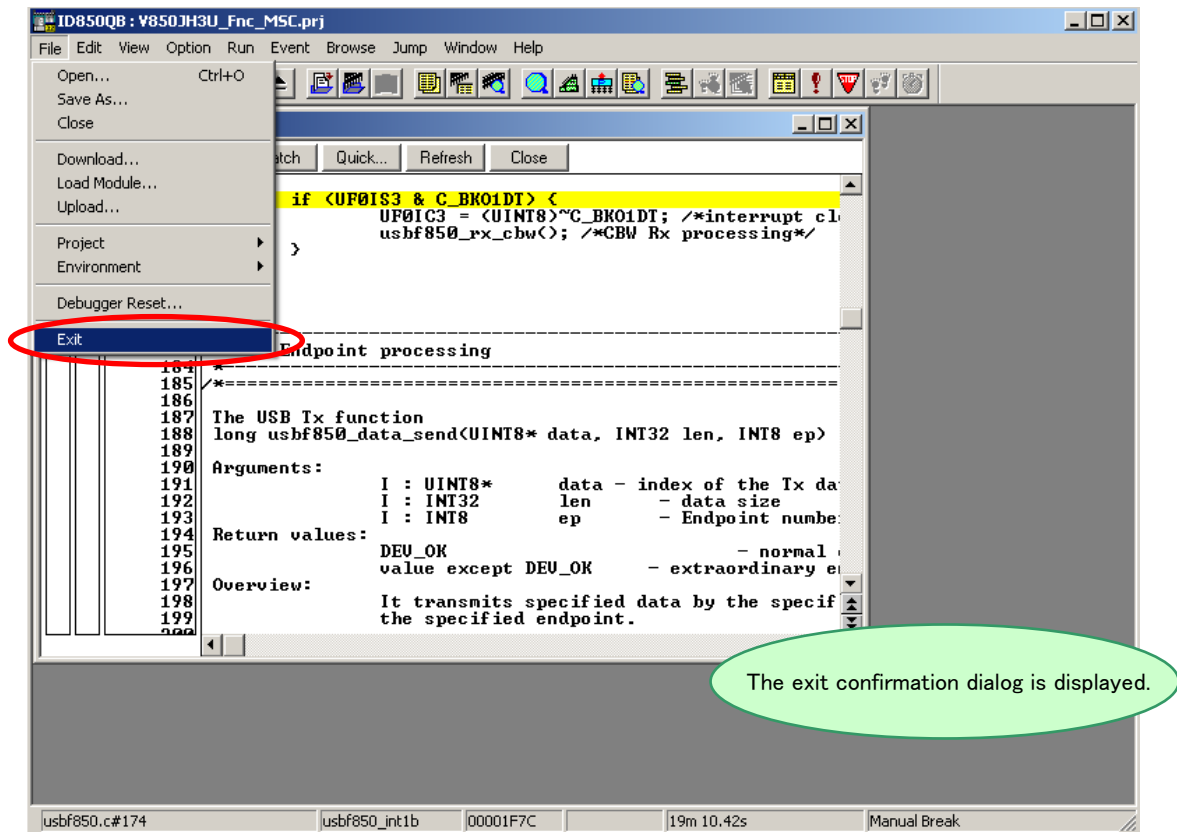 ID850QB : V850JH3U_Fnc_MSC.prj
File Edit View Option Run Event Browse Jump Window Help
Open... Ctrl+O
Save As...
Close
Download...
Load Module...
Upload...
Project
Environment
Debugger Reset...
Exit
Quick... Refresh Close
if (UF0IS3 & C_BKO1DT) {
UF0IC3 = (UINT8)~C_BKO1DT; /*interrupt
usbf850_rx_cbw(); /*CBW Rx processing*/
}
Endpoint processing
184 *------------------------------------------------------------
185 /*============================================================
186
187 The USB Tx function
188 long usbf850_data_send(UINT8* data, INT32 len, INT8 ep)
189
190 Arguments:
191 I : UINT8* data - index of the Tx
192 I : INT32 len - data size
193 I : INT8 ep - Endpoint
194 Return values:
195 DEV_OK - normal
196 value except DEV_OK - extraordinary
197 Overview:
198 It transmits specified data by the
199 the specified endpoint.
The exit confirmation dialog is displayed.
usbf850.c#174 usbf850_int1b 00001F7C 19m 10.42s Manual Break